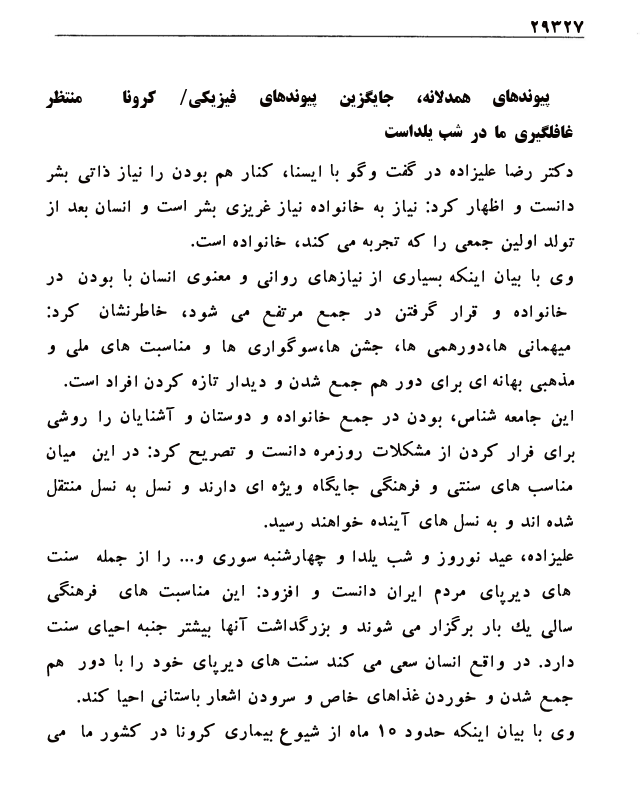 ۲۹۳۲۷
پیوندهای همدلانه، جایگزین پیوندهای فیزیکی/ کرونا منتظر
غافلگیری ما در شب یلداست
دکتر رضا علیزاده در گفت وگو با ایسنا، کنار هم بودن را نیاز ذاتی بشر
دانست و اظهار کرد: نیاز به خانواده نیاز غریزی بشر است و انسان بعد از
تولد اولین جمعی را که تجربه می کند، خانواده است.
وی با بیان اینکه بسیاری از نیازهای روانی و معنوی انسان با بودن در
خانواده و قرار گرفتن در جمع مرتفع می شود، خاطرنشان کرد:
میهمانی ها،دورهمی ها، جشن ها،سوگواری ها و مناسبت های ملی و
مذهبی بهانه ای برای دور هم جمع شدن و دیدار تازه کردن افراد است.
این جامعه شناس، بودن در جمع خانواده و دوستان و آشنایان را روشی
برای فرار کردن از مشکلات روزمره دانست و تصریح کرد: در این میان
مناسب های سنتی و فرهنگی جایگاه ویژه ای دارند و نسل به نسل منتقل
شده اند و به نسل های آینده خواهند رسید.
علیزاده، عید نوروز و شب یلدا و چهارشنبه سوری و... را از جمله سنت
های دیرپای مردم ایران دانست و افزود: این مناسبت های فرهنگی
سالی یك بار برگزار می شوند و بزرگداشت آنها بیشتر جنبه احیای سنت
دارد. در واقع انسان سعی می کند سنت های دیرپای خود را با دور هم
جمع شدن و خوردن غذاهای خاص و سرودن اشعار باستانی احیا کند.
وی با بیان اینکه حدود ۱۰ ماه از شیوع بیماری کرونا در کشور ما می